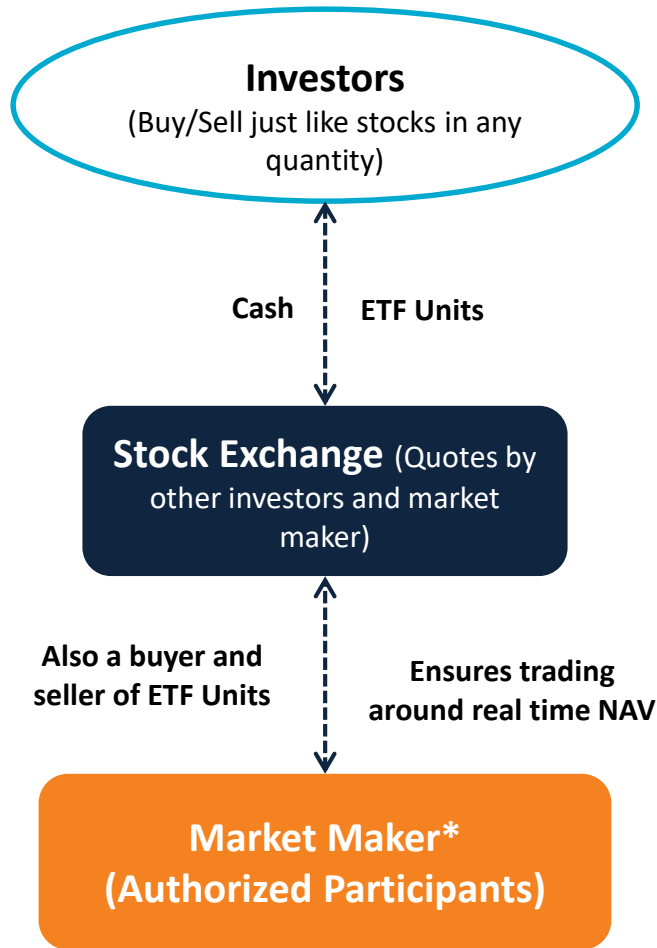 Investors
(Buy/Sell just like stocks in any
quantity)
Cash
ETF Units
Stock Exchange (Quotes by
other investors and market
maker)
Also a buyer and
seller of ETF Units
Ensures trading
around real time NAV
Market Maker*
(Authorized Participants)